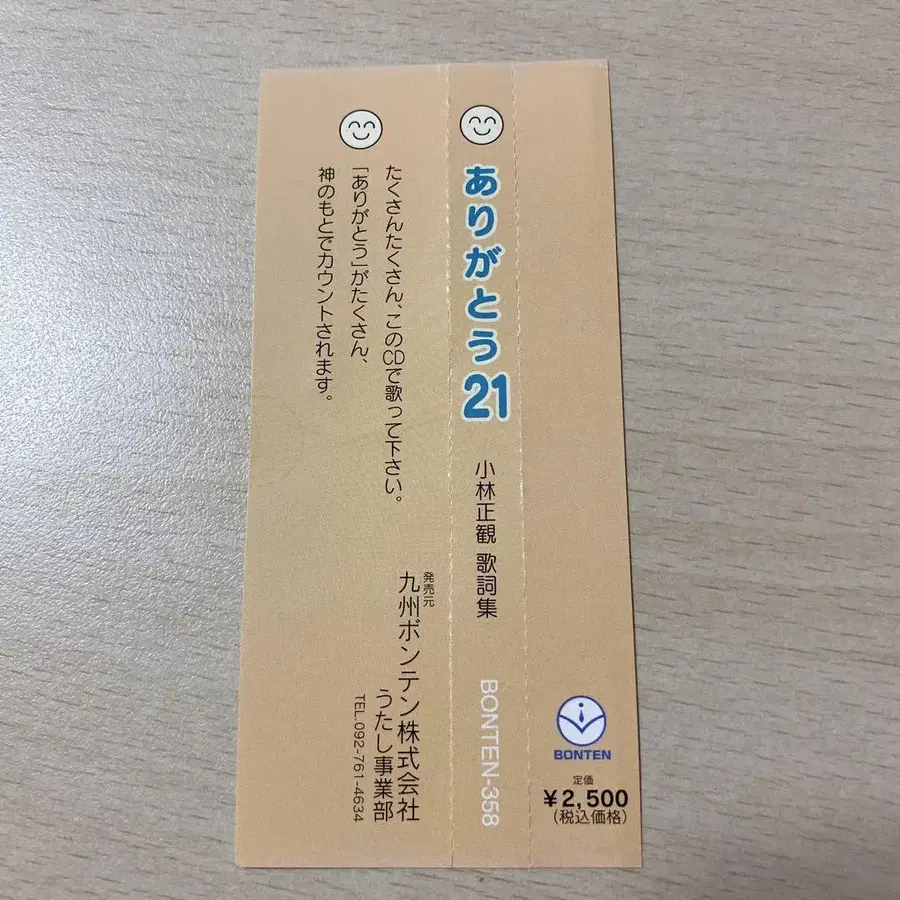 BONTEN
定価
¥2,500
(税込価格)
ありがとう21
小林正観 歌詞集
BONTEN-358
たくさんたくさん、このCDで歌って下さい。
「ありがとう」がたくさん、
神のもとでカウントされます。
発売元
九州ボンテン株式会社
うたし事業部
TEL.092-761-4634